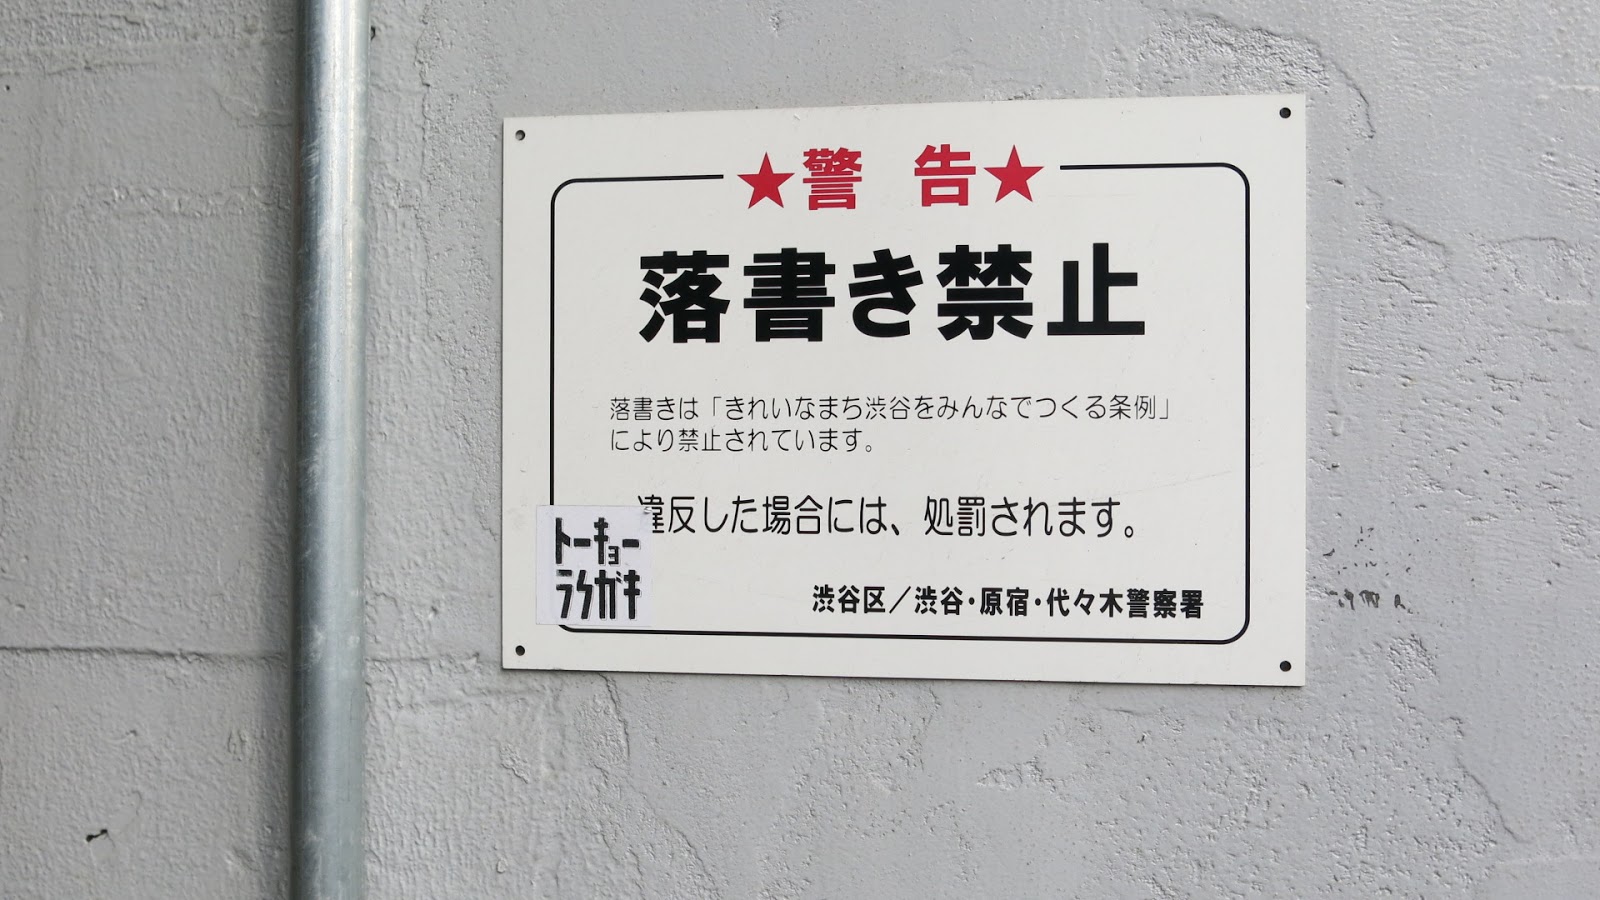 ★警 告★
落書き禁止
落書きは「きれいなまち渋谷をみんなでつくる条例」
により禁止されています。
違反した場合には、処罰されます。
トーキョー
ラクガキ
渋谷区／渋谷・原宿・代々木警察署